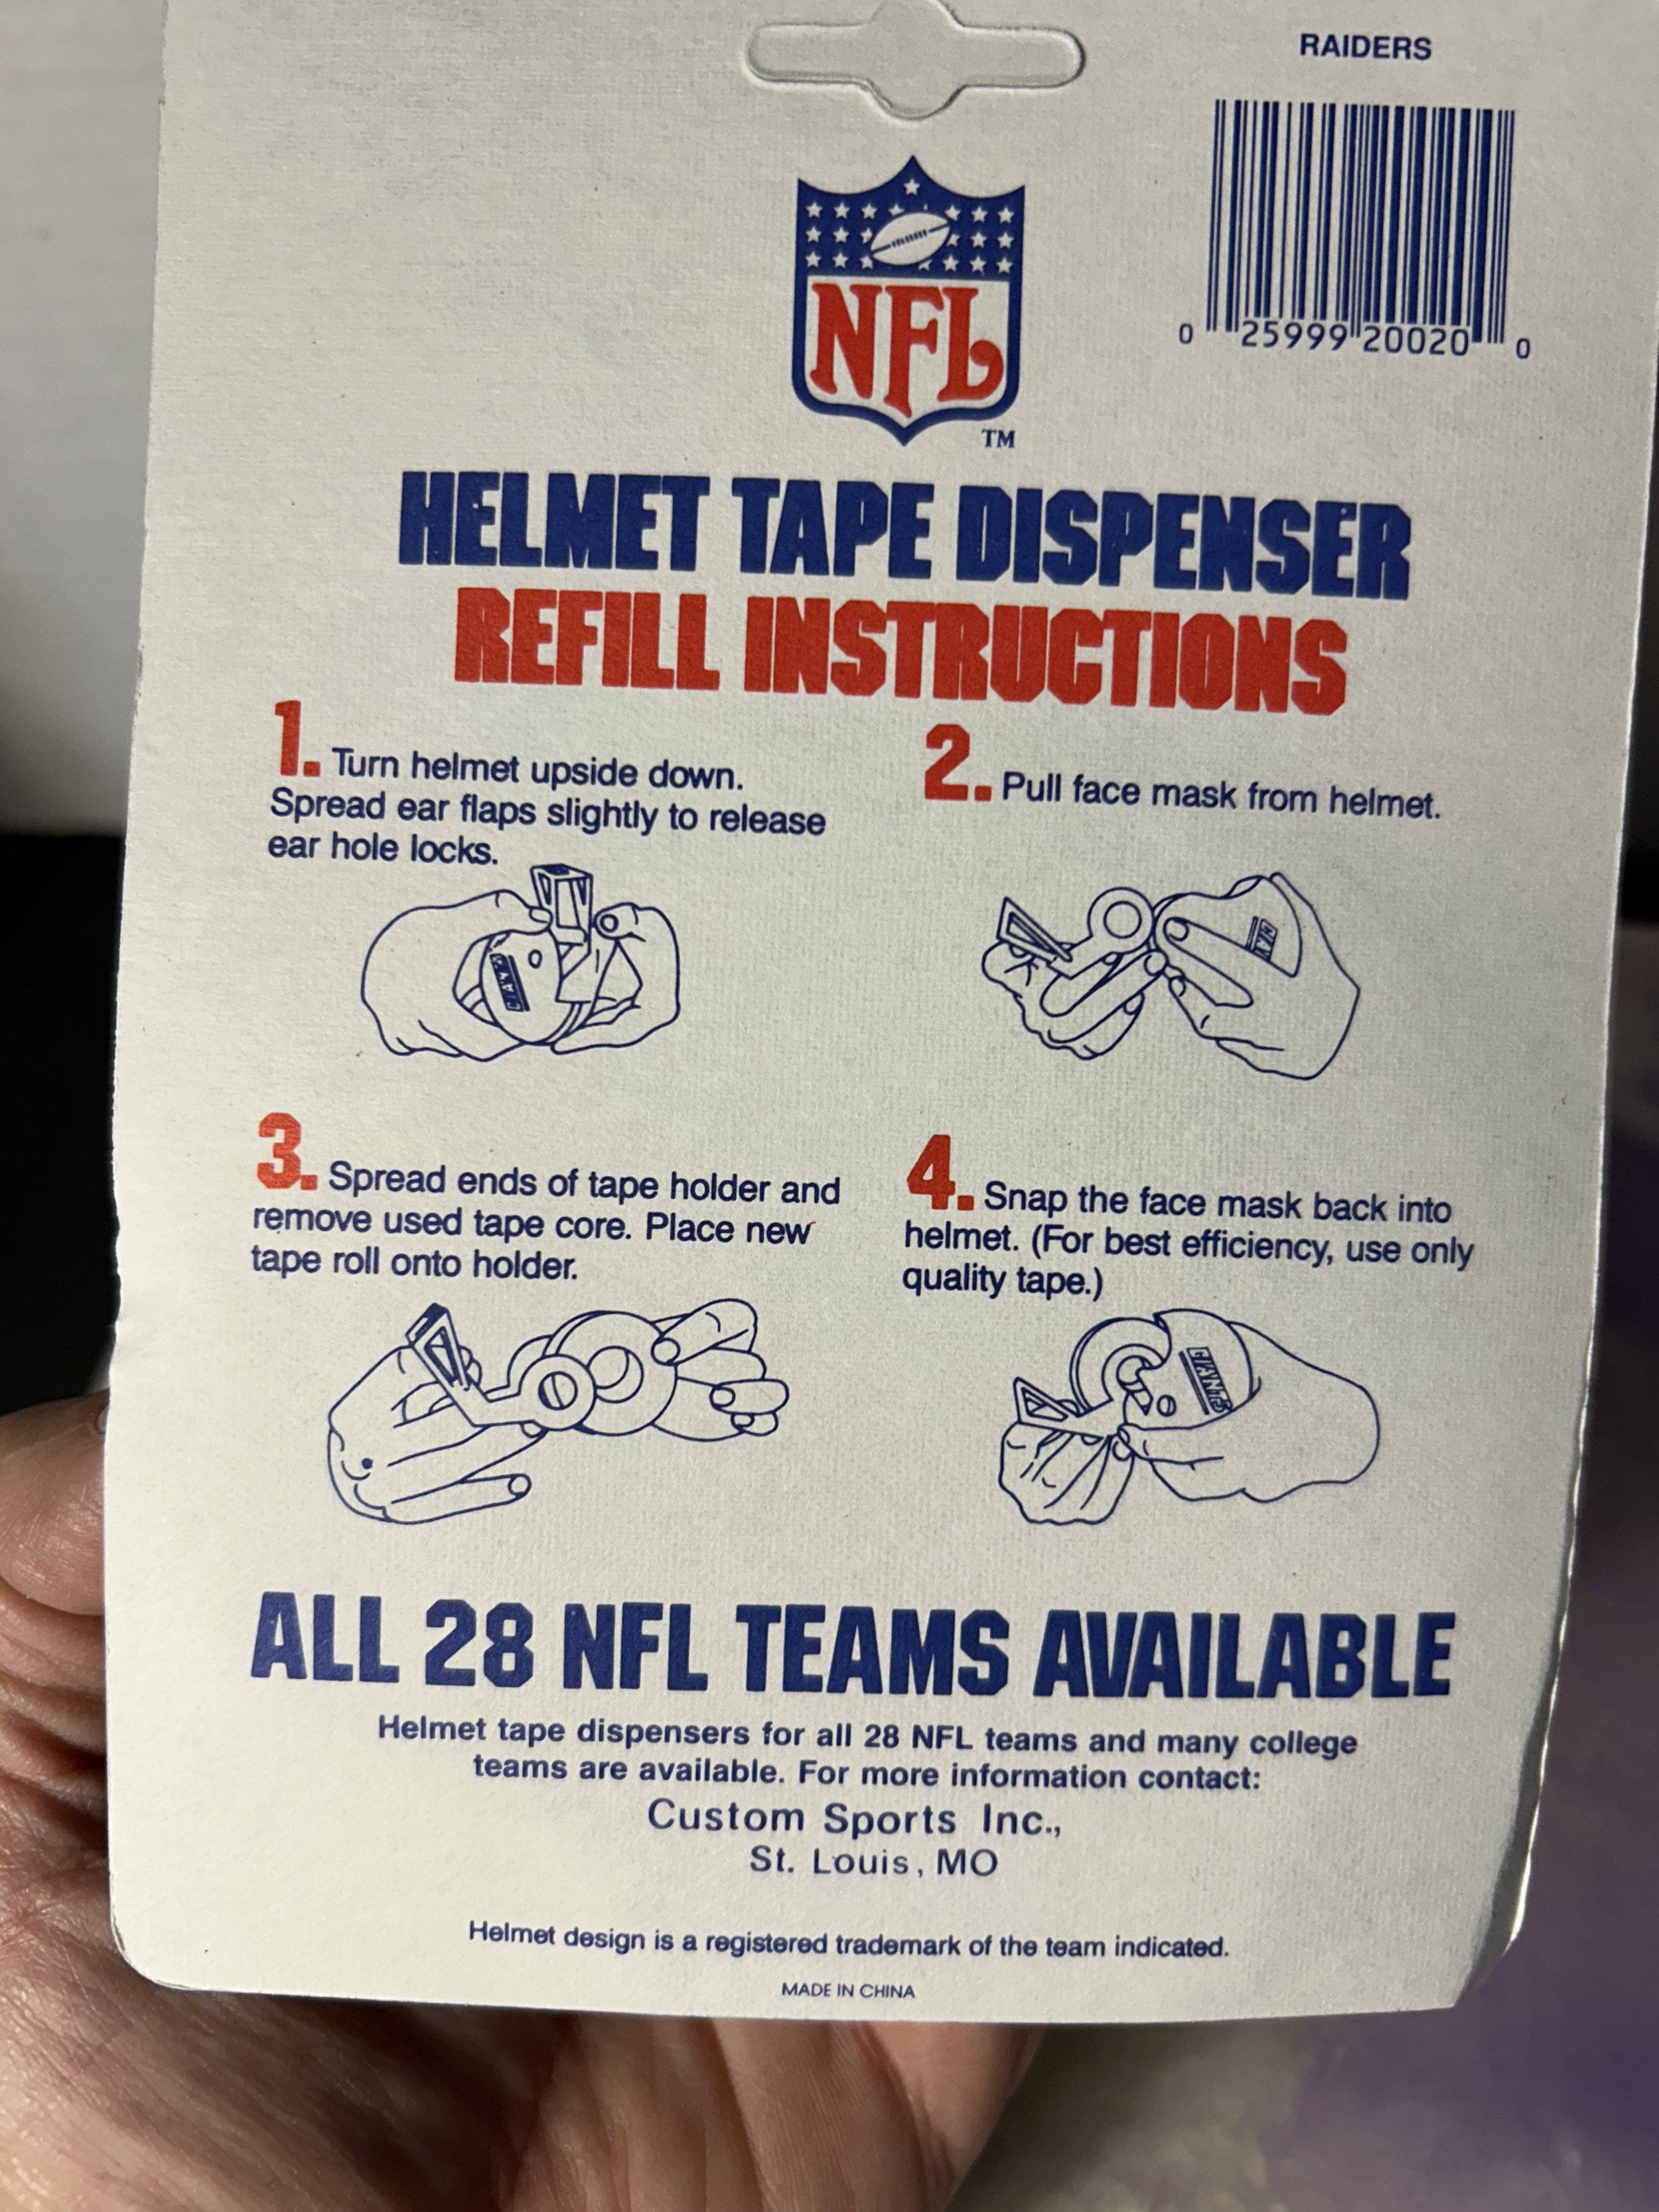 RAIDERS
0 25999 20020 0
NFL
TM
HELMET TAPE DISPENSER
REFILL INSTRUCTIONS
1. Turn helmet upside down.
Spread ear flaps slightly to release
ear hole locks.
2. Pull face mask from helmet.
3. Spread ends of tape holder and
remove used tape core. Place new
tape roll onto holder.
4. Snap the face mask back into
helmet. (For best efficiency, use only
quality tape.)
GIANTS
ALL 28 NFL TEAMS AVAILABLE
Helmet tape dispensers for all 28 NFL teams and many college
teams are available. For more information contact:
Custom Sports Inc.,
St. Louis, MO
Helmet design is a registered trademark of the team indicated.
MADE IN CHINA